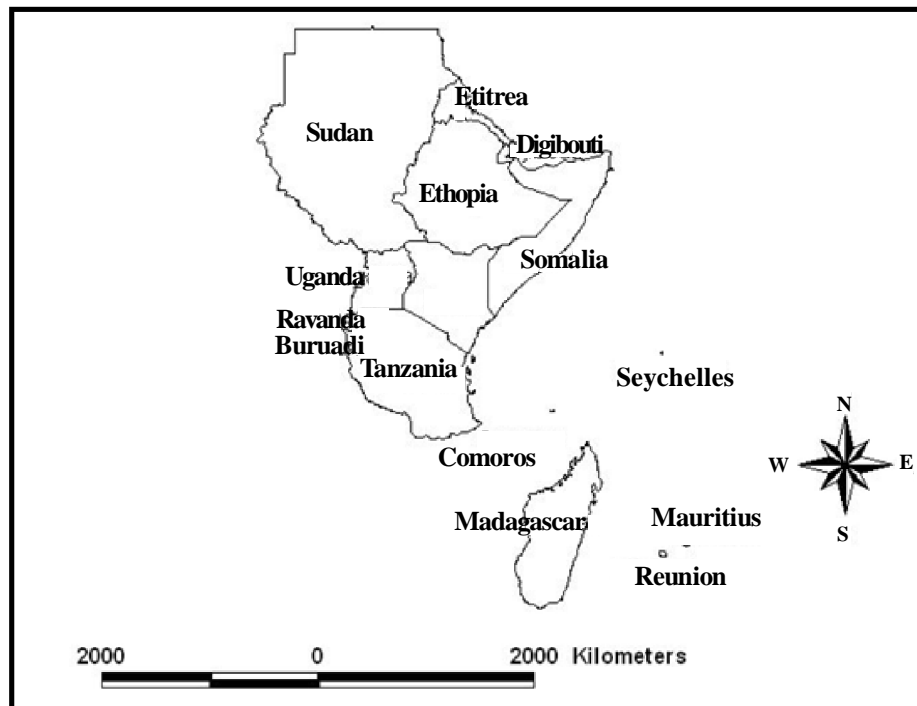 Etitrea
Sudan
Digibouti
Ethopia
Somalia
Uganda
Ravanda
Buruadi
Tanzania
Seychelles
N
Comoros
W
E
Madagascar
Mauritius
S
Reunion
2000 0 2000 Kilometers